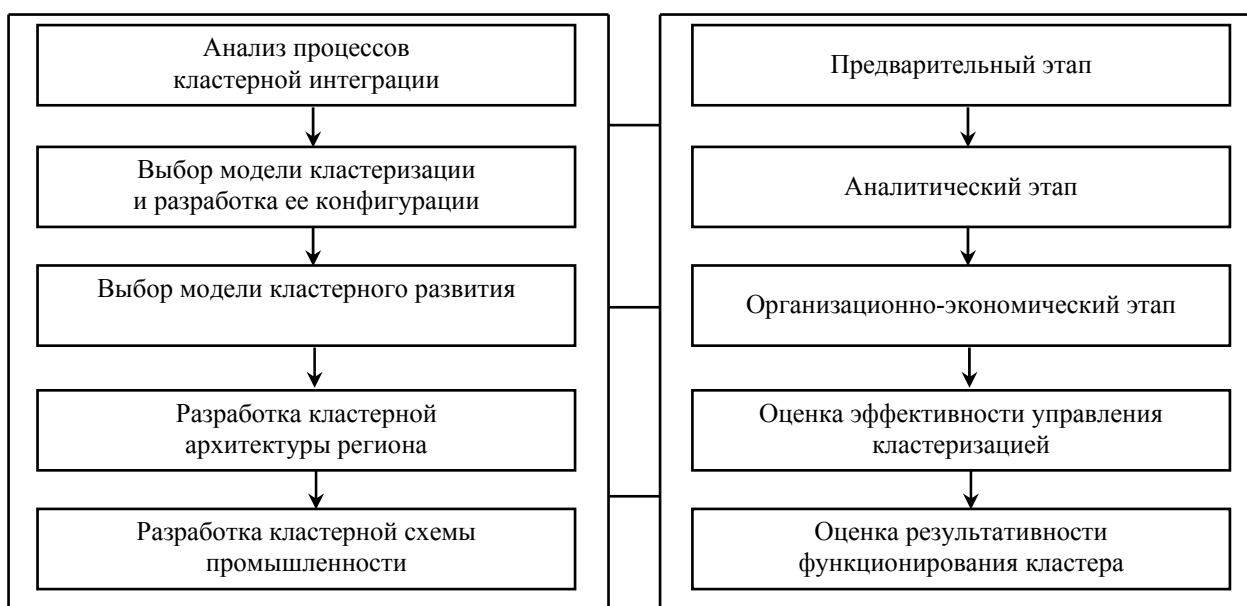 Анализ процессов
кластерной интеграции
Выбор модели кластеризации
и разработка ее конфигурации
Выбор модели кластерного развития
Разработка кластерной
архитектуры региона
Разработка кластерной схемы
промышленности
Предварительный этап
Аналитический этап
Организационно-экономический этап
Оценка эффективности управления
кластеризацией
Оценка результативности
функционирования кластера